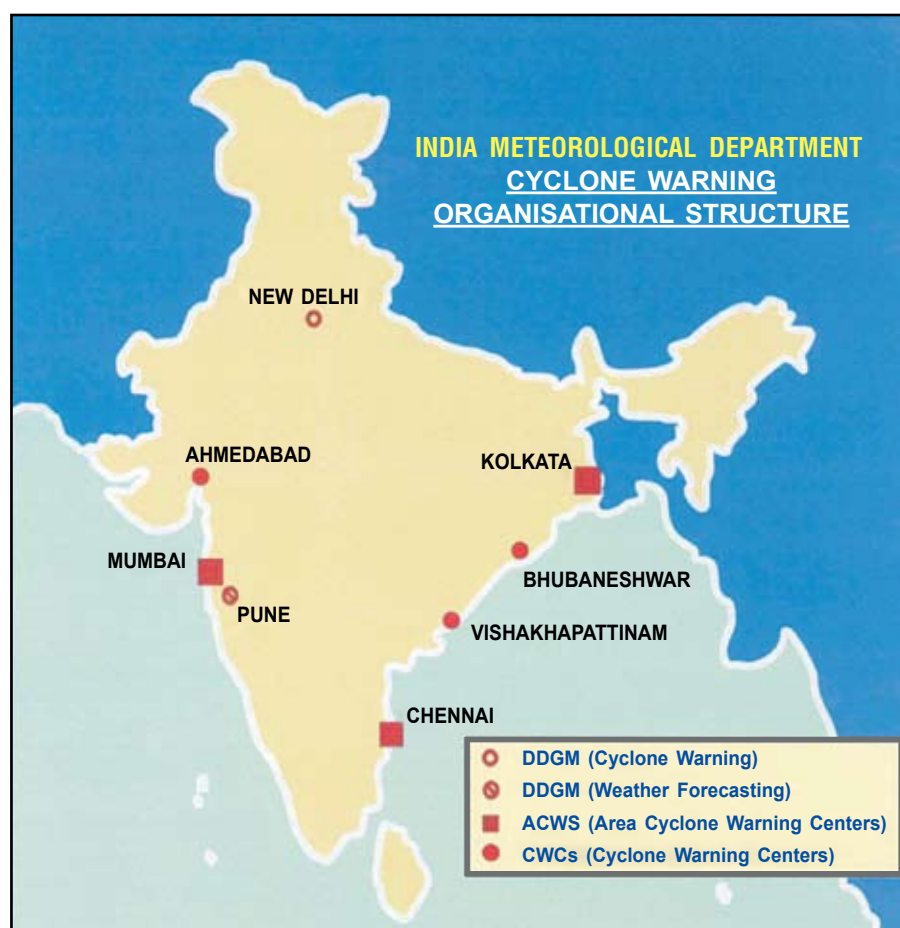 INDIA METEOROLOGICAL DEPARTMENT
CYCLONE WARNING
ORGANISATIONAL STRUCTURE
NEW DELHI
AHMEDABAD
KOLKATA
MUMBAI
BHUBANESHWAR
PUNE
VISHAKHAPATTINAM
CHENNAI
DDGM (Cyclone Warning)
DDGM (Weather Forecasting)
ACWS (Area Cyclone Warning Centers)
CWCs (Cyclone Warning Centers)